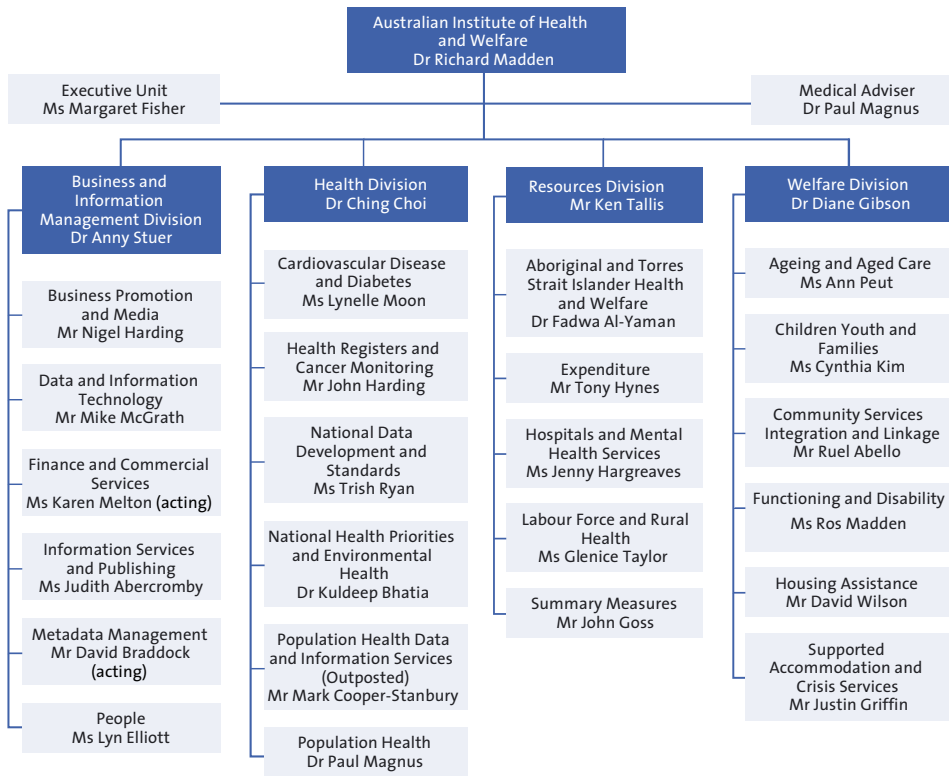 Australian Institute of Health
and Welfare
Dr Richard Madden
Executive Unit
Ms Margaret Fisher
Medical Adviser
Dr Paul Magnus
Business and
Information
Management Division
Dr Anny Stuer
Business Promotion
and Media
Mr Nigel Harding
Data and Information
Technology
Mr Mike McGrath
Finance and Commercial
Services
Ms Karen Melton (acting)
Information Services
and Publishing
Ms Judith Abercromby
Metadata Management
Mr David Braddock
(acting)
People
Ms Lyn Elliott
Health Division
Dr Ching Choi
Cardiovascular Disease
and Diabetes
Ms Lynelle Moon
Health Registers and
Cancer Monitoring
Mr John Harding
National Data
Development and
Standards
Ms Trish Ryan
National Health Priorities
and Environmental
Health
Dr Kuldeep Bhatia
Population Health Data
and Information Services
(Outposted)
Mr Mark Cooper-Stanbury
Population Health
Dr Paul Magnus
Resources Division
Mr Ken Tallis
Aboriginal and Torres
Strait Islander Health
and Welfare
Dr Fadwa Al-Yaman
Expenditure
Mr Tony Hynes
Hospitals and Mental
Health Services
Ms Jenny Hargreaves
Labour Force and Rural
Health
Ms Glenice Taylor
Summary Measures
Mr John Goss
Welfare Division
Dr Diane Gibson
Ageing and Aged Care
Ms Ann Peut
Children Youth and
Families
Ms Cynthia Kim
Community Services
Integration and Linkage
Mr Ruel Abello
Functioning and Disability
Ms Ros Madden
Housing Assistance
Mr David Wilson
Supported
Accommodation and
Crisis Services
Mr Justin Griffin